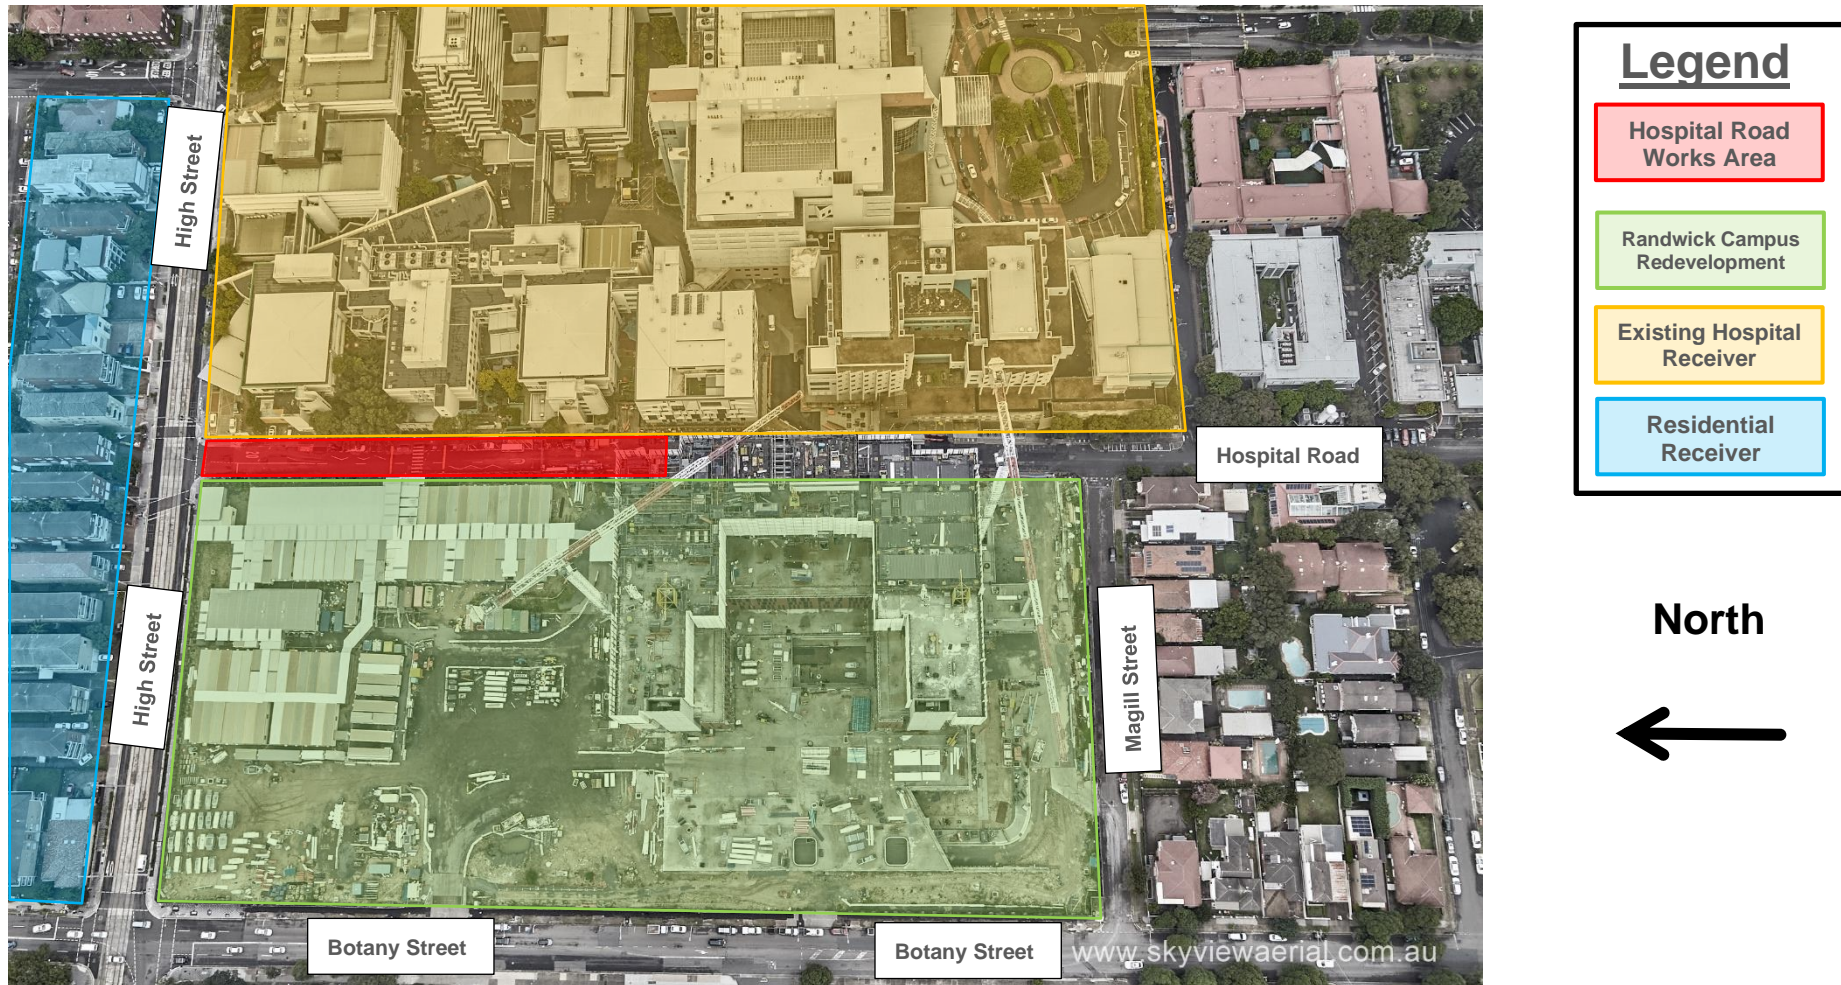 Legend
Hospital Road
Works Area
Randwick Campus
Redevelopment
Existing Hospital
Receiver
Residential
Receiver
North
High Street
High Street
Hospital Road
Magill Street
Botany Street
Botany Street
www.skyviewaerial.com.au